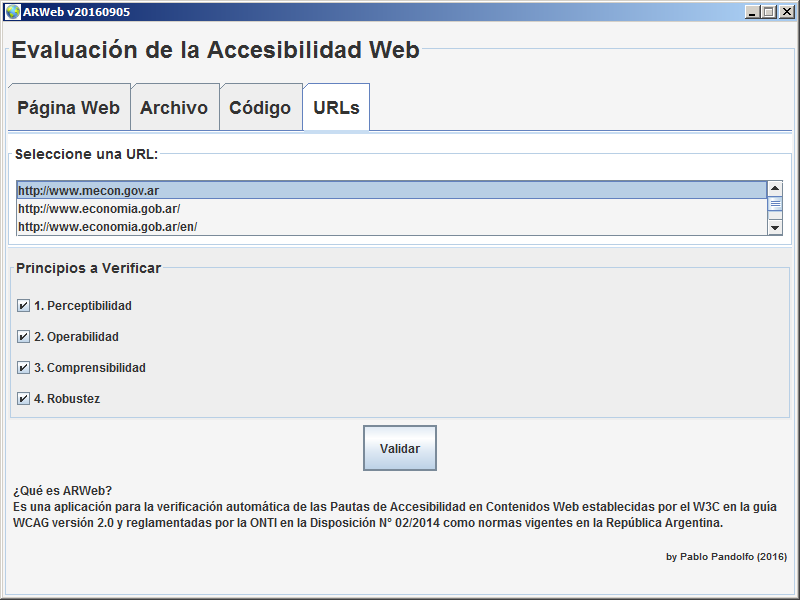 ARWeb v20160905
Evaluación de la Accesibilidad Web
Página Web
Archivo
Código
URLs
Seleccione una URL:
http://www.mecon.gov.ar
http://www.economia.gob.ar/
http://www.economia.gob.ar/en/
Principios a Verificar
1. Perceptibilidad
2. Operabilidad
3. Comprensibilidad
4. Robustez
Validar
¿Qué es ARWeb?
Es una aplicación para la verificación automática de las Pautas de Accesibilidad en Contenidos Web establecidas por el W3C en la guía
WCAG versión 2.0 y reglamentadas por la ONTI en la Disposición N° 02/2014 como normas vigentes en la República Argentina.
by Pablo Pandolfo (2016)